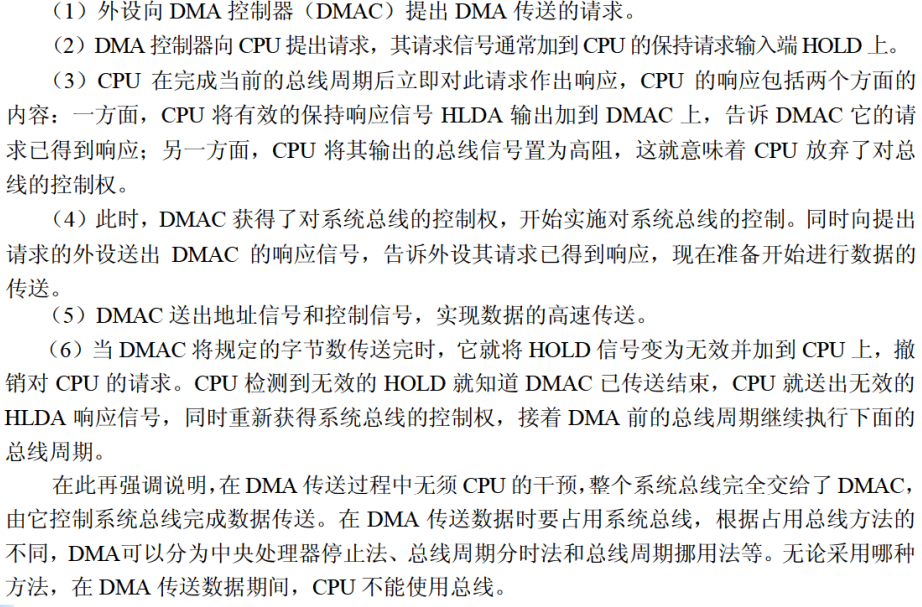 （1）外设向 DMA 控制器（DMAC）提出 DMA 传送的请求。
（2）DMA 控制器向 CPU 提出请求，其请求信号通常加到 CPU 的保持请求输入端 HOLD 上。
（3）CPU 在完成当前的总线周期后立即对此请求作出响应，CPU 的响应包括两个方面的
内容：一方面，CPU 将有效的保持响应信号 HLDA 输出加到 DMAC 上，告诉 DMAC 它的请
求已得到响应；另一方面，CPU 将其输出的总线信号置为高阻，这就意味着 CPU 放弃了对总
线的控制权。
（4）此时，DMAC 获得了对系统总线的控制权，开始实施对系统总线的控制。同时向提出
请求的外设送出 DMAC 的响应信号，告诉外设其请求已得到响应，现在准备开始进行数据的
传送。
（5）DMAC 送出地址信号和控制信号，实现数据的高速传送。
（6）当 DMAC 将规定的字节数传送完时，它就将 HOLD 信号变为无效并加到 CPU 上，撤
销对 CPU 的请求。CPU 检测到无效的 HOLD 就知道 DMAC 已传送结束，CPU 就送出无效的
HLDA 响应信号，同时重新获得系统总线的控制权，接着 DMA 前的总线周期继续执行下面的
总线周期。
在此再强调说明，在 DMA 传送过程中无须 CPU 的干预，整个系统总线完全交给了 DMAC，
由它控制系统总线完成数据传送。在 DMA 传送数据时要占用系统总线，根据占用总线方法的
不同，DMA可以分为中央处理器停止法、总线周期分时法和总线周期挪用法等。无论采用哪种
方法，在 DMA 传送数据期间，CPU 不能使用总线。